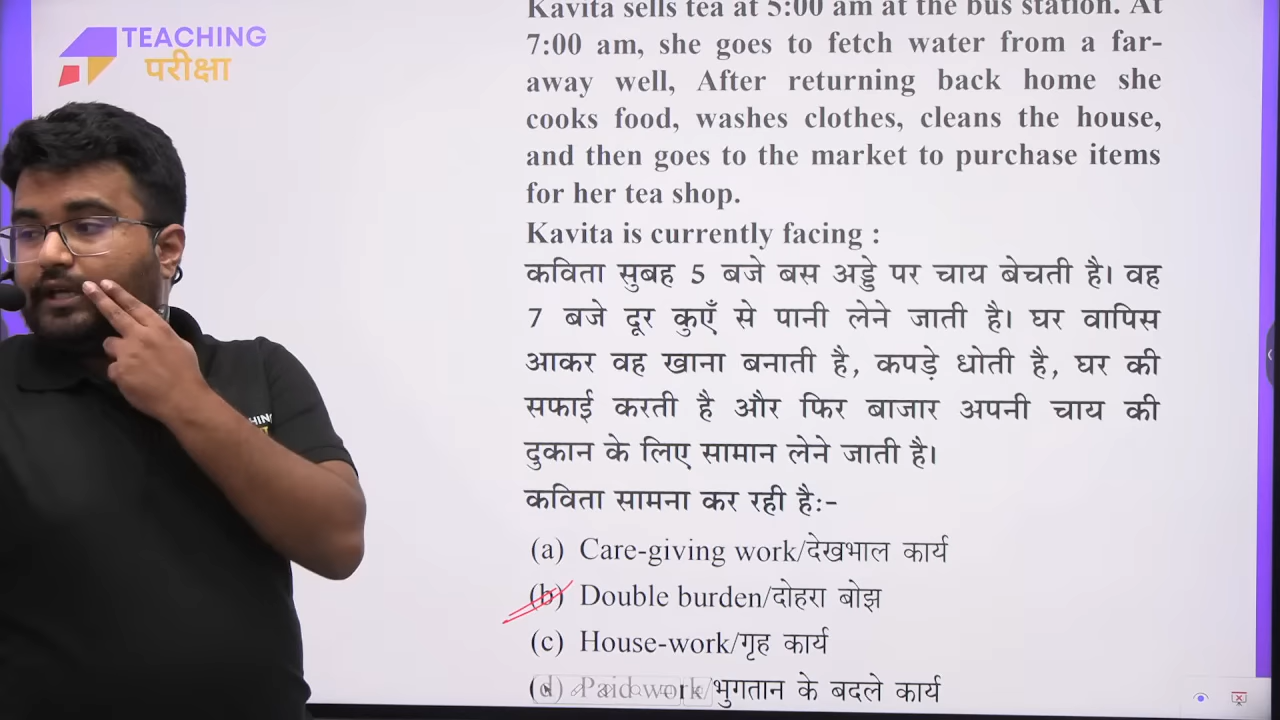 TEACHING
परीक्षा
Kavita sells tea at 5:00 am at the bus station. At
7:00 am, she goes to fetch water from a far-
away well, After returning back home she
cooks food, washes clothes, cleans the house,
and then goes to the market to purchase items
for her tea shop.
Kavita is currently facing :
कविता सुबह 5 बजे बस अड्डे पर चाय बेचती है। वह
7 बजे दूर कुएँ से पानी लेने जाती है। घर वापिस
आकर वह खाना बनाती है, कपड़े धोती है, घर की
सफाई करती है और फिर बाजार अपनी चाय की
दुकान के लिए सामान लेने जाती है।
कविता सामना कर रही है:-
(a) Care-giving work/देखभाल कार्य
(b) Double burden/दोहरा बोझ
(c) House-work/गृह कार्य
(d) Paid work/भुगतान के बदले कार्य